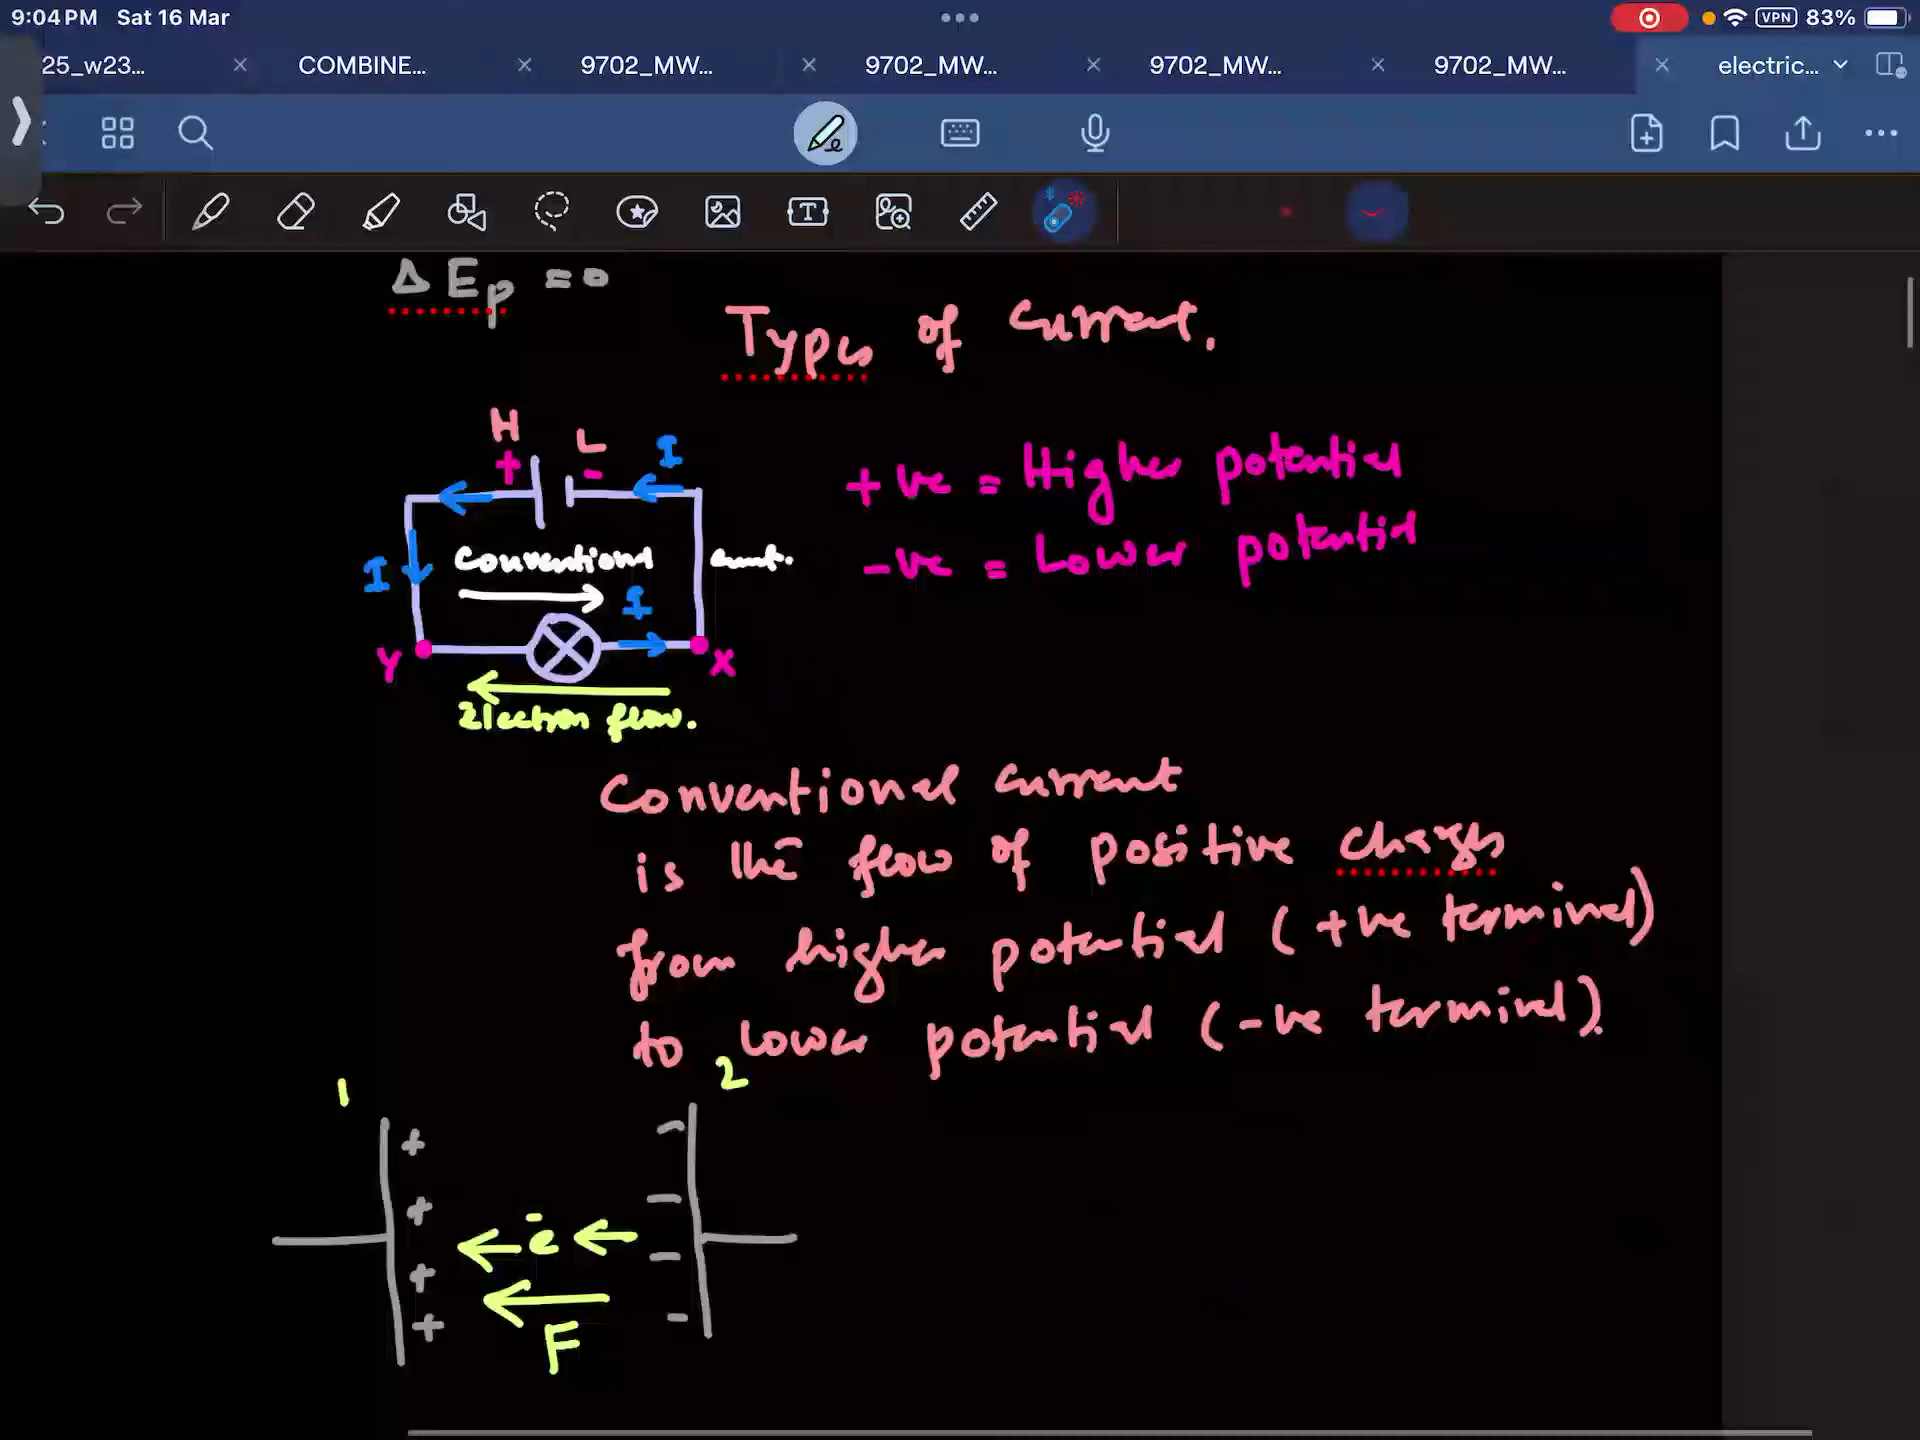 9:04 PM Sat 16 Mar
VPN 83%
25_w23...
COMBINE...
9702_MW...
9702_MW...
9702_MW...
9702_MW...
electric...
Δ Ep = 0
Types of current.
H L I
+ -
+ve = Higher potential
-ve = Lower potential
I
Conventional
I
Y X
Electron flow.
Conventional current
is the flow of positive charges
from higher potential (+ve terminal)
to lower potential (-ve terminal).
1 2
+ -
+ -
e-
+ -
+ -
F